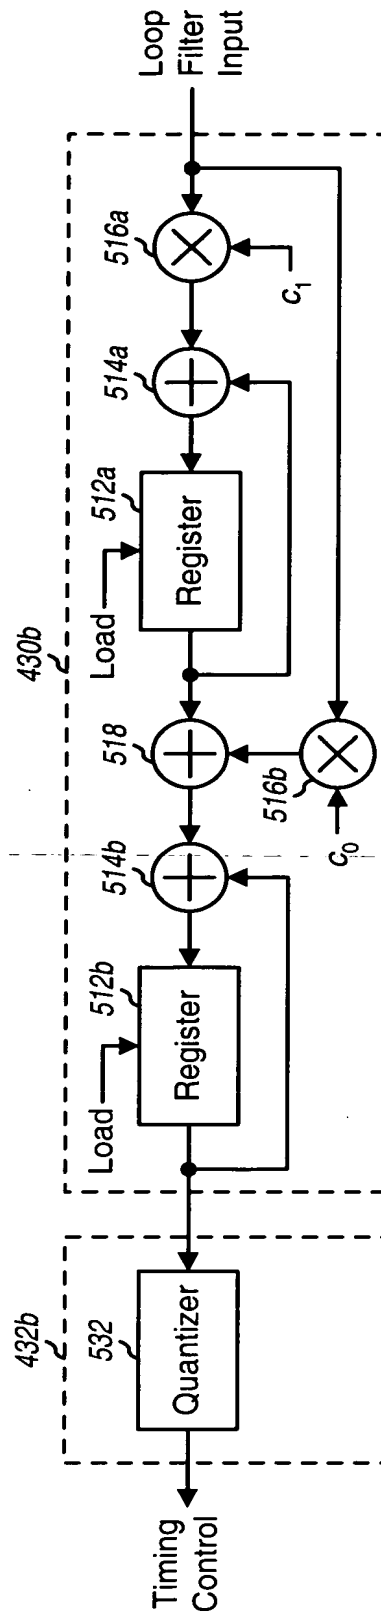 432b
430b
Timing
Control
532
Quantizer
Load
512b
Register
514b
518
Load
512a
Register
514a
516a
Loop
Filter
Input
c0
516b
c1